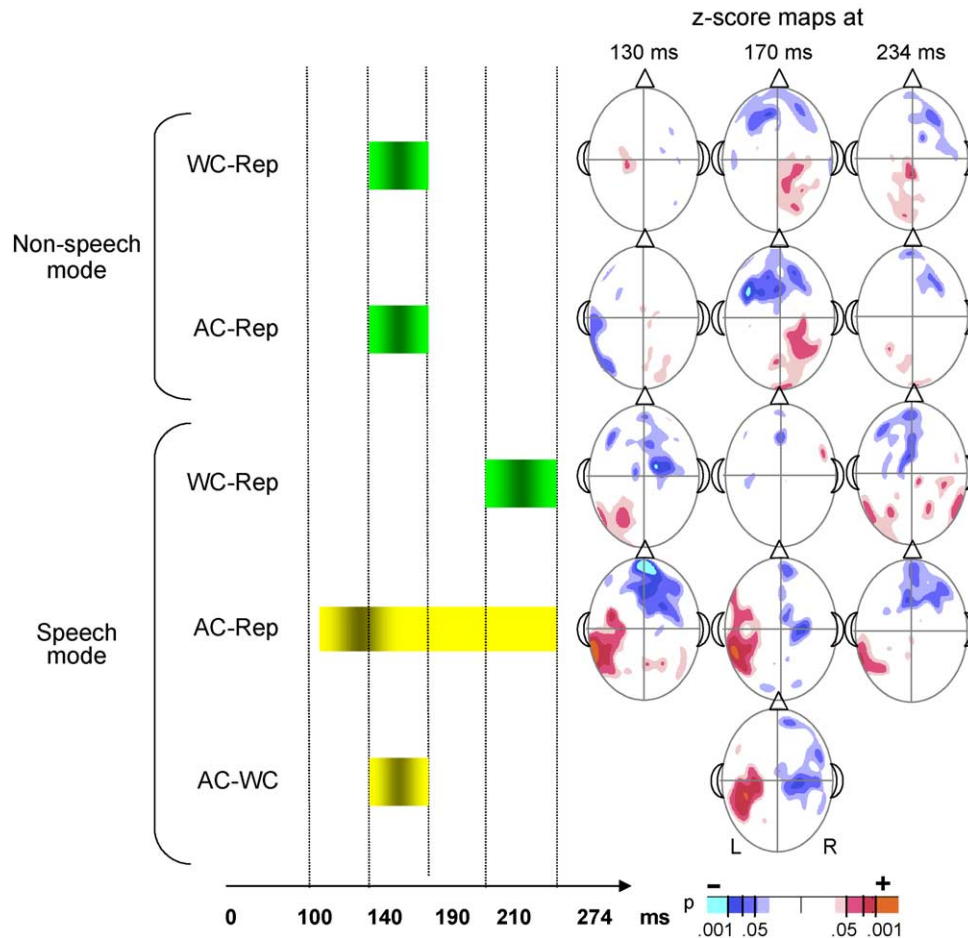 z-score maps at
130 ms 170 ms 234 ms
Non-speech
mode
WC-Rep
AC-Rep
Speech
mode
WC-Rep
AC-Rep
AC-WC
L R
0 100 140 190 210 274 ms
p − +
.001 .05 .05 .001